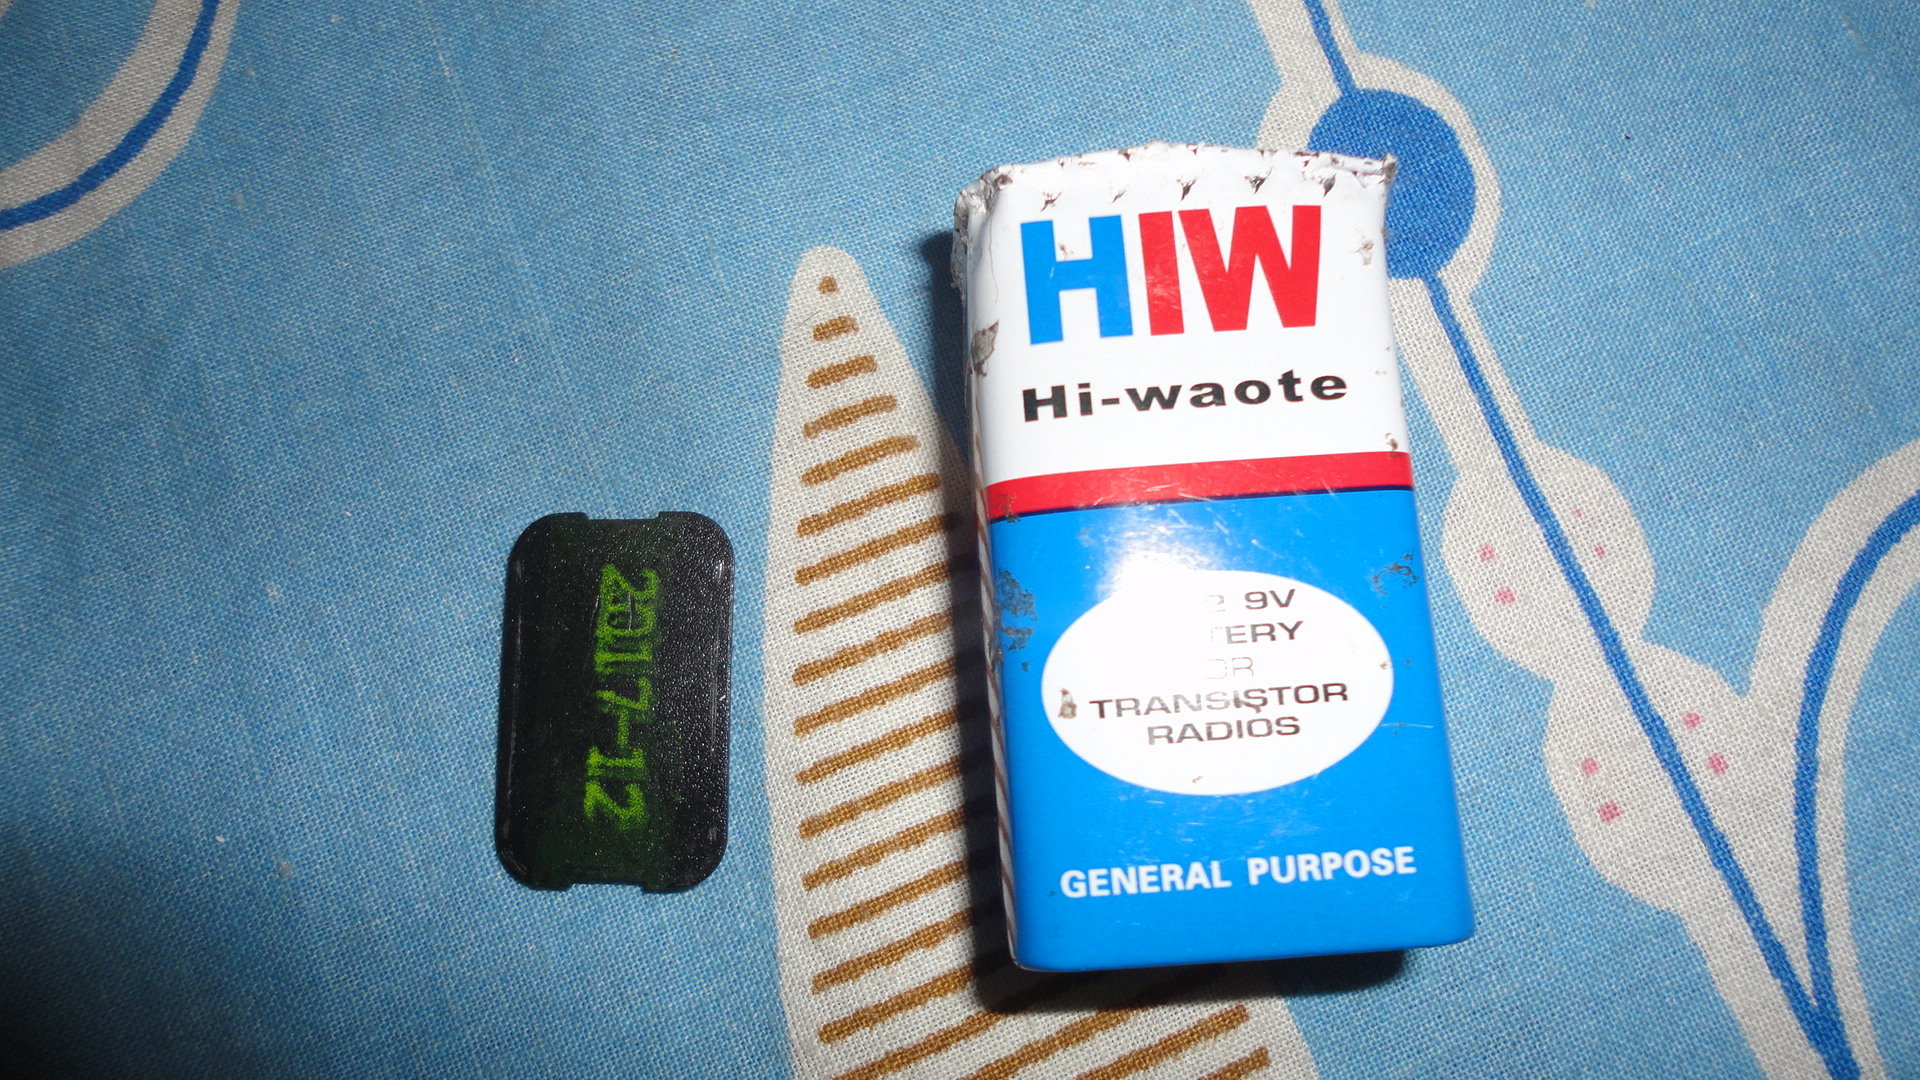 2017-12
HIW
Hi-waote
9V
TRANSISTOR
RADIOS
GENERAL PURPOSE